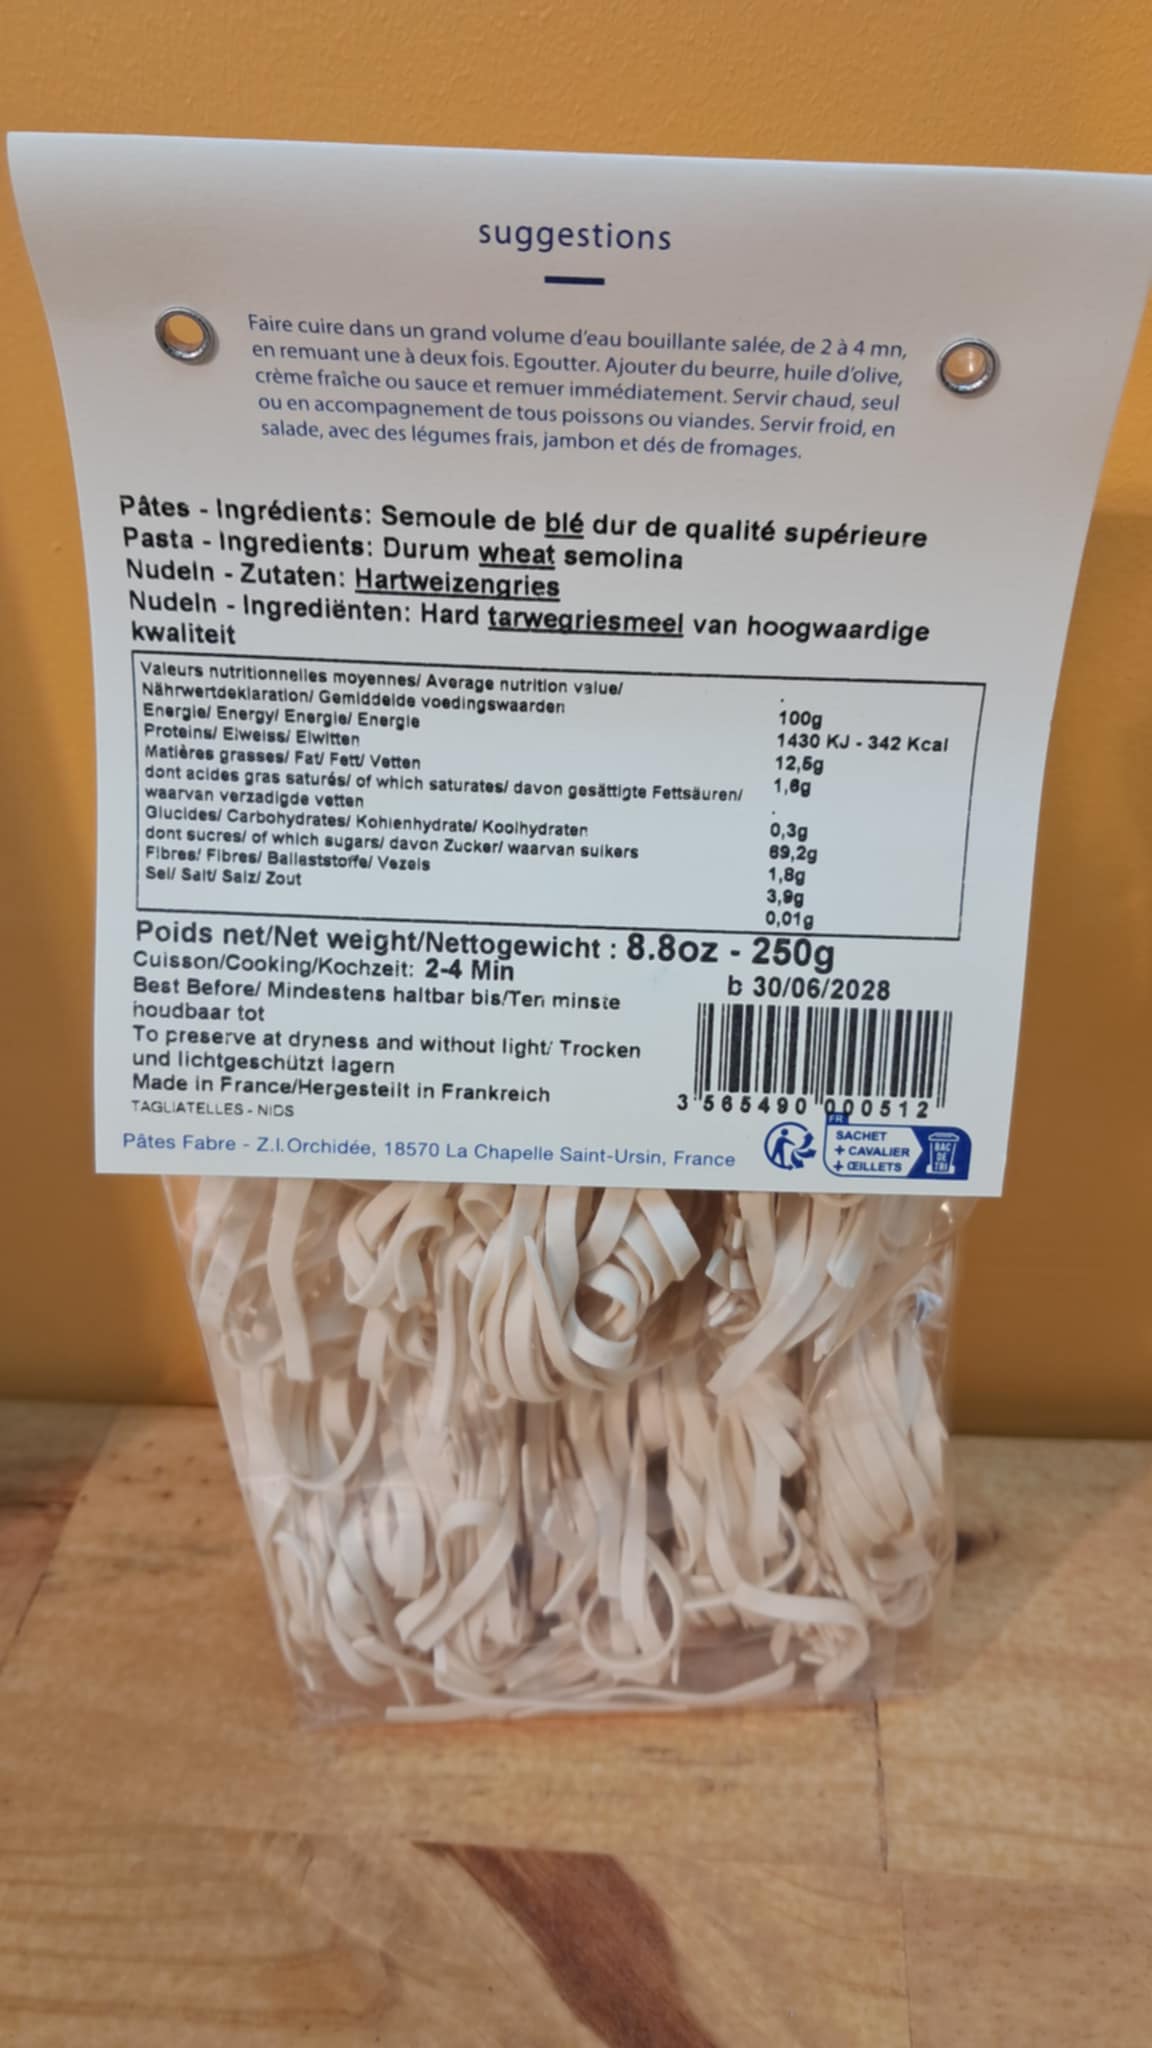 suggestions
Faire cuire dans un grand volume d'eau bouillante salée, de 2 à 4 mn,
en remuant une à deux fois. Egoutter. Ajouter du beurre, huile d'olive,
crème fraîche ou sauce et remuer immédiatement. Servir chaud, seul
ou en accompagnement de tous poissons ou viandes. Servir froid, en
salade, avec des légumes frais, jambon et dés de fromages.
Pâtes - Ingrédients: Semoule de blé dur de qualité supérieure
Pasta - Ingredients: Durum wheat semolina
Nudeln - Zutaten: Hartweizengries
Nudeln - Ingrediënten: Hard tarwegriesmeel van hoogwaardige
kwaliteit
Valeurs nutritionnelles moyennes/ Average nutrition value/
Nährwertdeklaration/ Gemiddelde voedingswaarden 100g
Energie/ Energy/ Energie/ Energie 1430 KJ - 342 Kcal
Proteins/ Eiweiss/ Eiwitten 12,5g
Matières grasses/ Fat/ Fett/ Vetten 1,6g
dont acides gras saturés/ of which saturates/ davon gesättigte Fettsäuren/
waarvan verzadigde vetten 0,3g
Glucides/ Carbohydrates/ Kohlenhydrate/ Koolhydraten 69,2g
dont sucres/ of which sugars/ davon Zucker/ waarvan suikers 1,8g
Fibres/ Fibres/ Ballaststoffe/ Vezels 3,9g
Sel/ Salt/ Salz/ Zout 0,01g
Poids net/Net weight/Nettogewicht : 8.8oz - 250g
Cuisson/Cooking/Kochzeit: 2-4 Min
b 30/06/2028
Best Before/ Mindestens haltbar bis/Ten minste
houdbaar tot
To preserve at dryness and without light/ Trocken
und lichtgeschützt lagern
Made in France/Hergestellt in Frankreich
3 565490 000512
TAGLIATELLES - NIDS
Pâtes Fabre - Z.I. Orchidée, 18570 La Chapelle Saint-Ursin, France
FR
SACHET
+ CAVALIER
+ ŒILLETS
BAC
DE
TRI